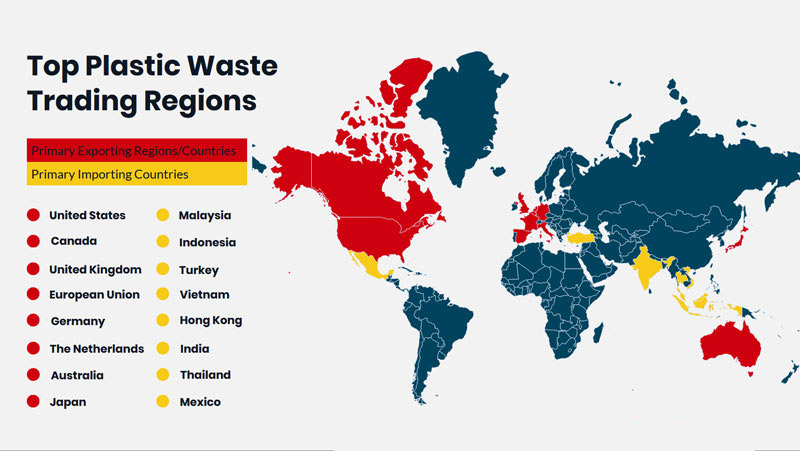 Top Plastic Waste
Trading Regions
Primary Exporting Regions/Countries
Primary Importing Countries
United States
Canada
United Kingdom
European Union
Germany
The Netherlands
Australia
Japan
Malaysia
Indonesia
Turkey
Vietnam
Hong Kong
India
Thailand
Mexico